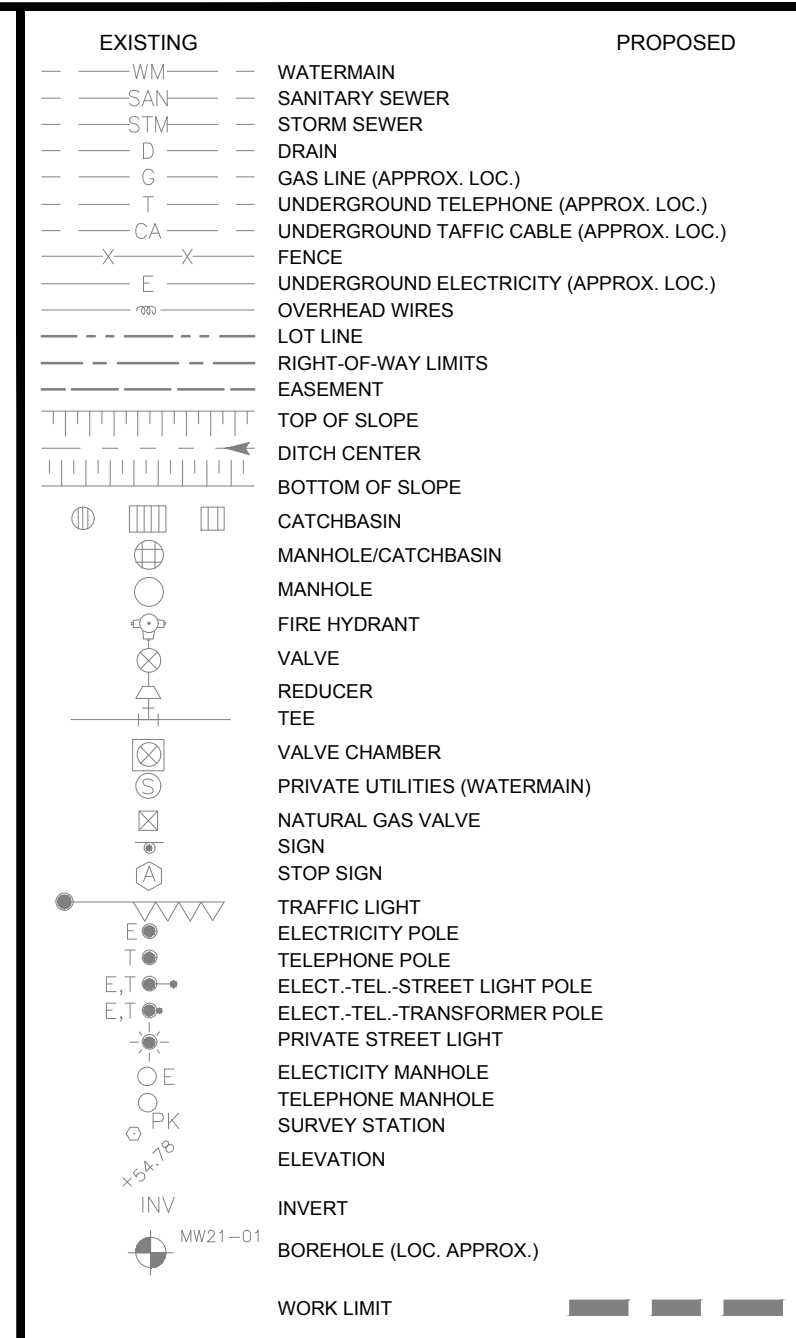 EXISTING PROPOSED
WM WATERMAIN
SAN SANITARY SEWER
STM STORM SEWER
D DRAIN
G GAS LINE (APPROX. LOC.)
T UNDERGROUND TELEPHONE (APPROX. LOC.)
CA UNDERGROUND TAFFIC CABLE (APPROX. LOC.)
X X FENCE
E UNDERGROUND ELECTRICITY (APPROX. LOC.)
OVERHEAD WIRES
LOT LINE
RIGHT-OF-WAY LIMITS
EASEMENT
TOP OF SLOPE
DITCH CENTER
BOTTOM OF SLOPE
CATCHBASIN
MANHOLE/CATCHBASIN
MANHOLE
FIRE HYDRANT
VALVE
REDUCER
TEE
VALVE CHAMBER
S PRIVATE UTILITIES (WATERMAIN)
NATURAL GAS VALVE
SIGN
A STOP SIGN
TRAFFIC LIGHT
E ELECTRICITY POLE
T TELEPHONE POLE
E,T ELECT.-TEL.-STREET LIGHT POLE
E,T ELECT.-TEL.-TRANSFORMER POLE
PRIVATE STREET LIGHT
E ELECTICITY MANHOLE
TELEPHONE MANHOLE
PK SURVEY STATION
+54.78 ELEVATION
INV INVERT
MW21-01 BOREHOLE (LOC. APPROX.)
WORK LIMIT